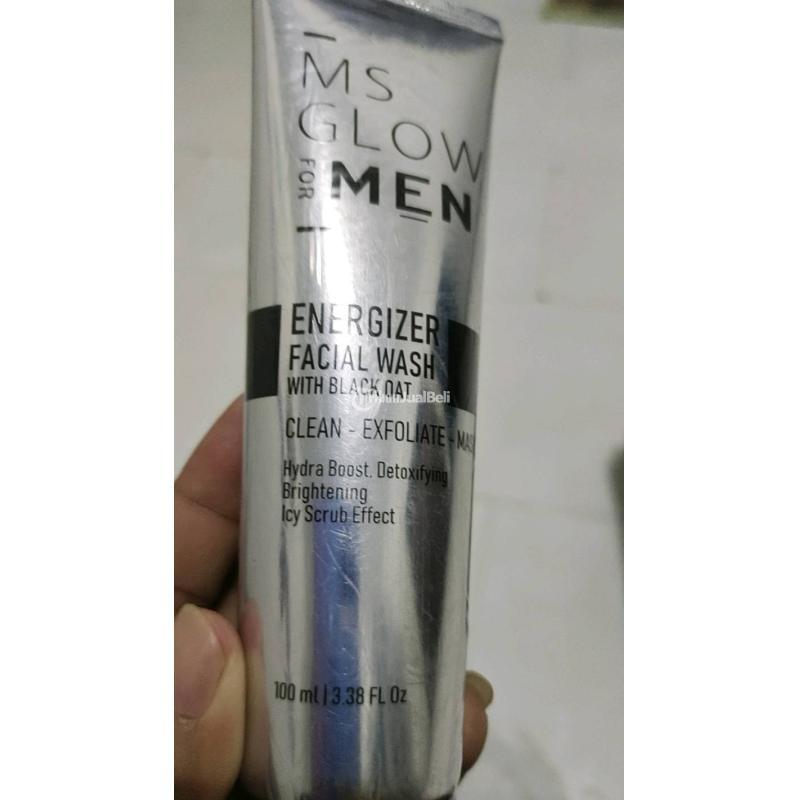 MS
GLOW
FOR MEN
ENERGIZER
FACIAL WASH
WITH BLACK OAT
CLEAN - EXFOLIATE - MAS
Hydra Boost. Detoxifying
Brightening
Icy Scrub Effect
100 ml | 3.38 FL Oz